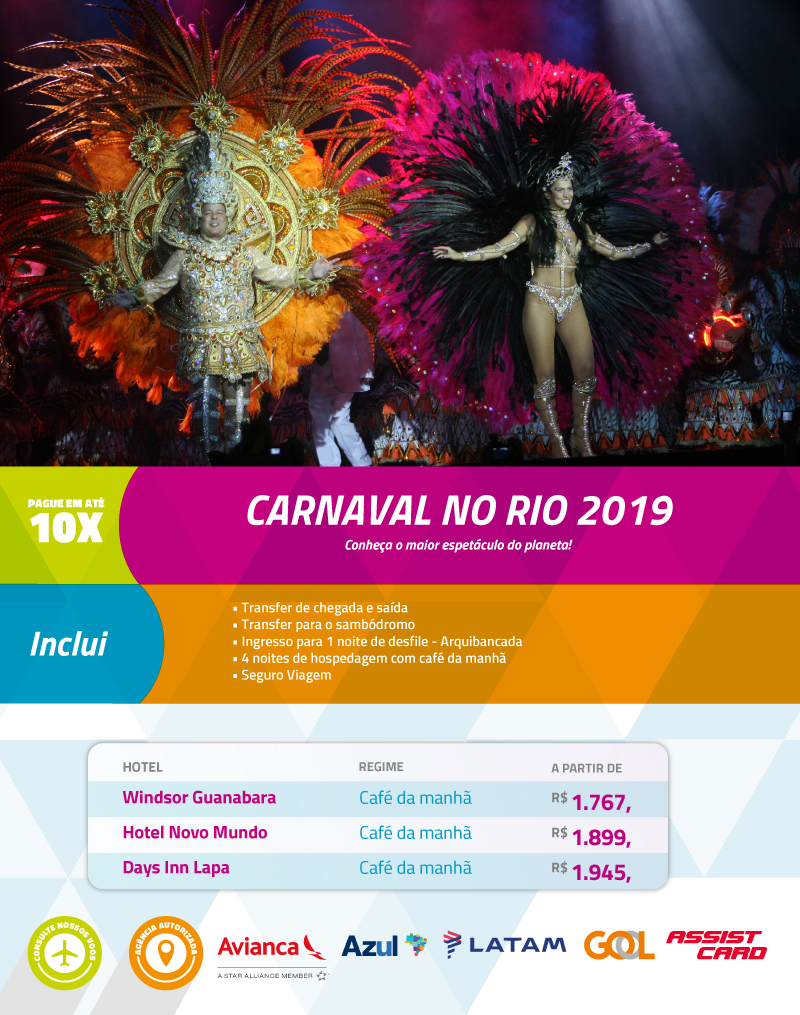 PAGUE EM ATÉ
10X
CARNAVAL NO RIO 2019
Conheça o maior espetáculo do planeta!
Inclui
• Transfer de chegada e saída
• Transfer para o sambódromo
• Ingresso para 1 noite de desfile - Arquibancada
• 4 noites de hospedagem com café da manhã
• Seguro Viagem
HOTEL REGIME A PARTIR DE
Windsor Guanabara Café da manhã R$ 1.767,
Hotel Novo Mundo Café da manhã R$ 1.899,
Days Inn Lapa Café da manhã R$ 1.945,
CONSULTE NOSSOS VOOS
AGÊNCIA AUTORIZADA
Avianca
A STAR ALLIANCE MEMBER
Azul
LATAM
GOL
ASSIST
CARD